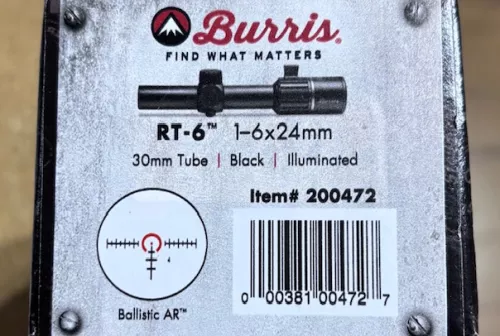 Burris.
FIND WHAT MATTERS
RT-6™ 1–6x24mm
30mm Tube | Black | Illuminated
Item# 200472
Ballistic AR™
0 00381 00472 7